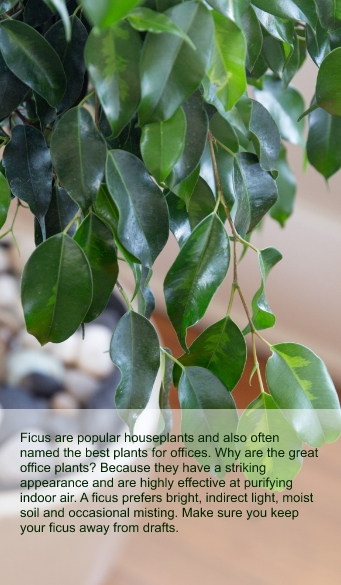 Ficus are popular houseplants and also often
named the best plants for offices. Why are the great
office plants? Because they have a striking
appearance and are highly effective at purifying
indoor air. A ficus prefers bright, indirect light, moist
soil and occasional misting. Make sure you keep
your ficus away from drafts.